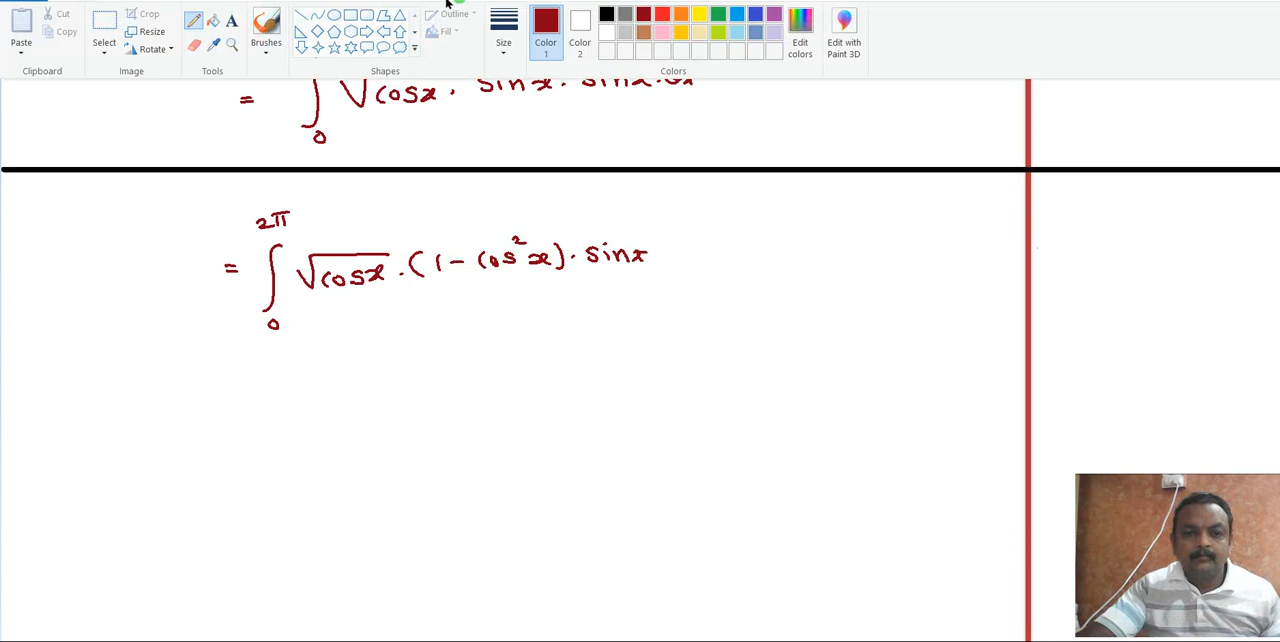 Cut
Crop
Outline
Copy
Resize
Fill
Paste
Select
Rotate
A
Brushes
Size
Color 1
Color 2
Edit colors
Edit with Paint 3D
Clipboard
Image
Tools
Shapes
Colors
= ∫₀ √cosx . sinx . sinx . dx
= ∫₀^2π √cosx . (1 - cos²x) . sinx